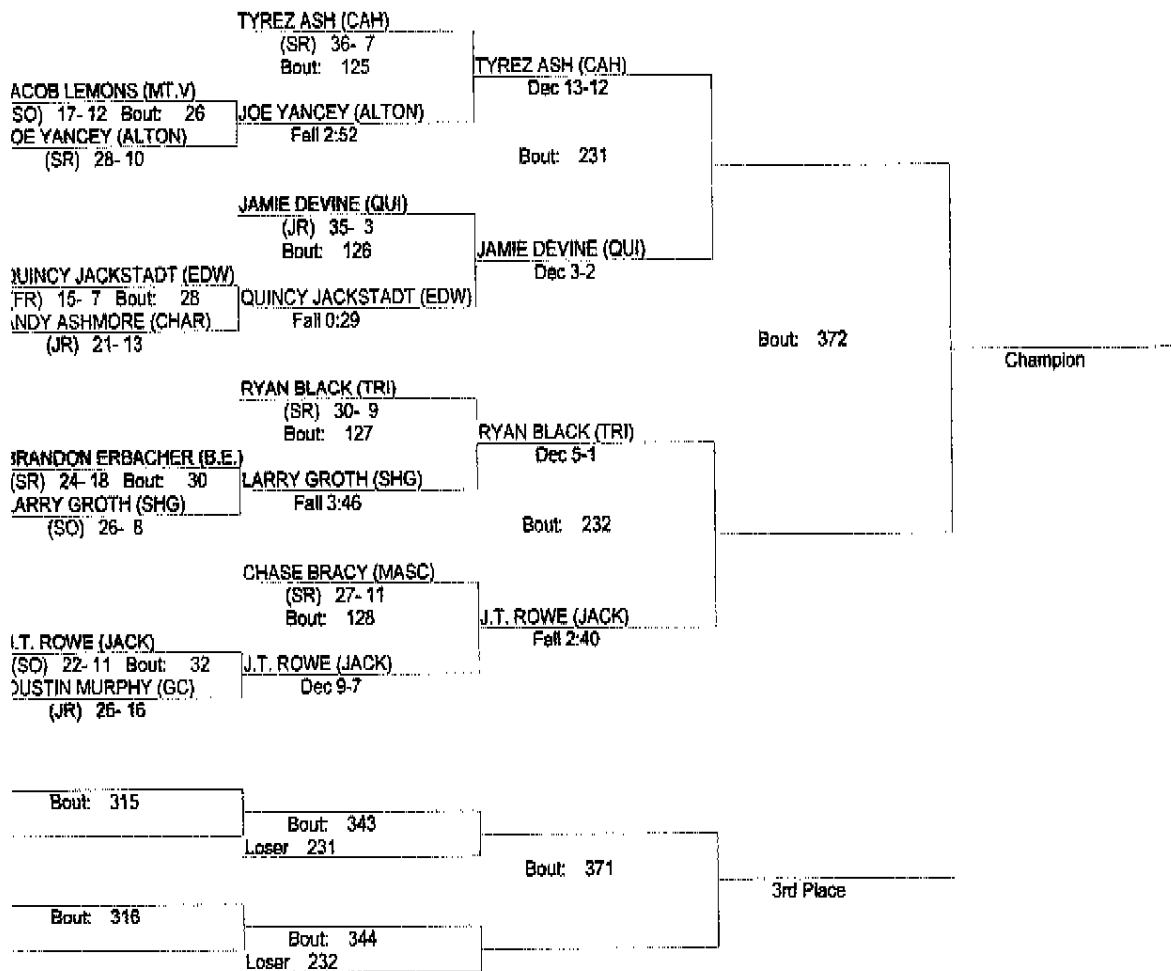 TYREZ ASH (CAH)
(SR) 36- 7
Bout: 125
TYREZ ASH (CAH)
Dec 13-12
ACOB LEMONS (MT.V)
SO) 17- 12 Bout: 26
OE YANCEY (ALTON)
(SR) 28- 10
JOE YANCEY (ALTON)
Fall 2:52
Bout: 231
JAMIE DEVINE (QUI)
(JR) 35- 3
Bout: 126
JAMIE DEVINE (QUI)
Dec 3-2
QUINCY JACKSTADT (EDW)
FR) 15- 7 Bout: 28
ANDY ASHMORE (CHAR)
(JR) 21- 13
QUINCY JACKSTADT (EDW)
Fall 0:29
Bout: 372
Champion
RYAN BLACK (TRI)
(SR) 30- 9
Bout: 127
RYAN BLACK (TRI)
Dec 5-1
BRANDON ERBACHER (B.E.)
(SR) 24- 18 Bout: 30
LARRY GROTH (SHG)
(SO) 26- 8
LARRY GROTH (SHG)
Fall 3:46
Bout: 232
CHASE BRACY (MASC)
(SR) 27- 11
Bout: 128
J.T. ROWE (JACK)
Fall 2:40
J.T. ROWE (JACK)
(SO) 22- 11 Bout: 32
DUSTIN MURPHY (GC)
(JR) 26- 16
J.T. ROWE (JACK)
Dec 9-7
Bout: 315
Bout: 343
Loser 231
Bout: 371
3rd Place
Bout: 316
Bout: 344
Loser 232